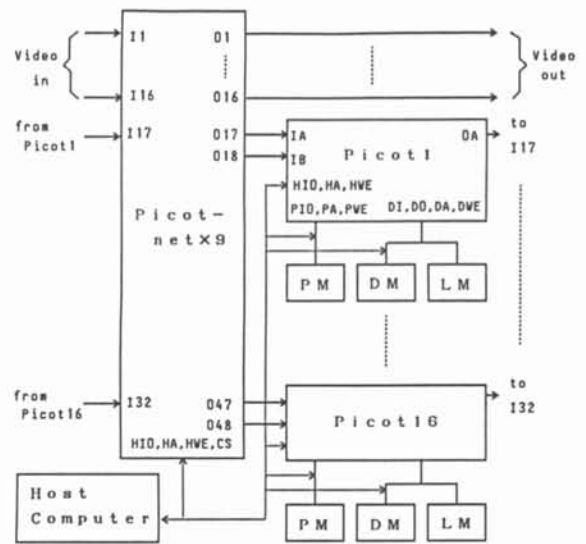 Video
in
I1
I16
from
Picot1
I17
O1
O16
O17
O18
Picot-
net×9
from
Picot16
I32
O47
O48
HIO,HA,HWE,CS
Host
Computer
Video
out
IA
IB
Picot1
OA
HIO,HA,HWE
PIO,PA,PWE
DI,DO,DA,DWE
to
I17
PM
DM
LM
Picot16
to
I32
PM
DM
LM